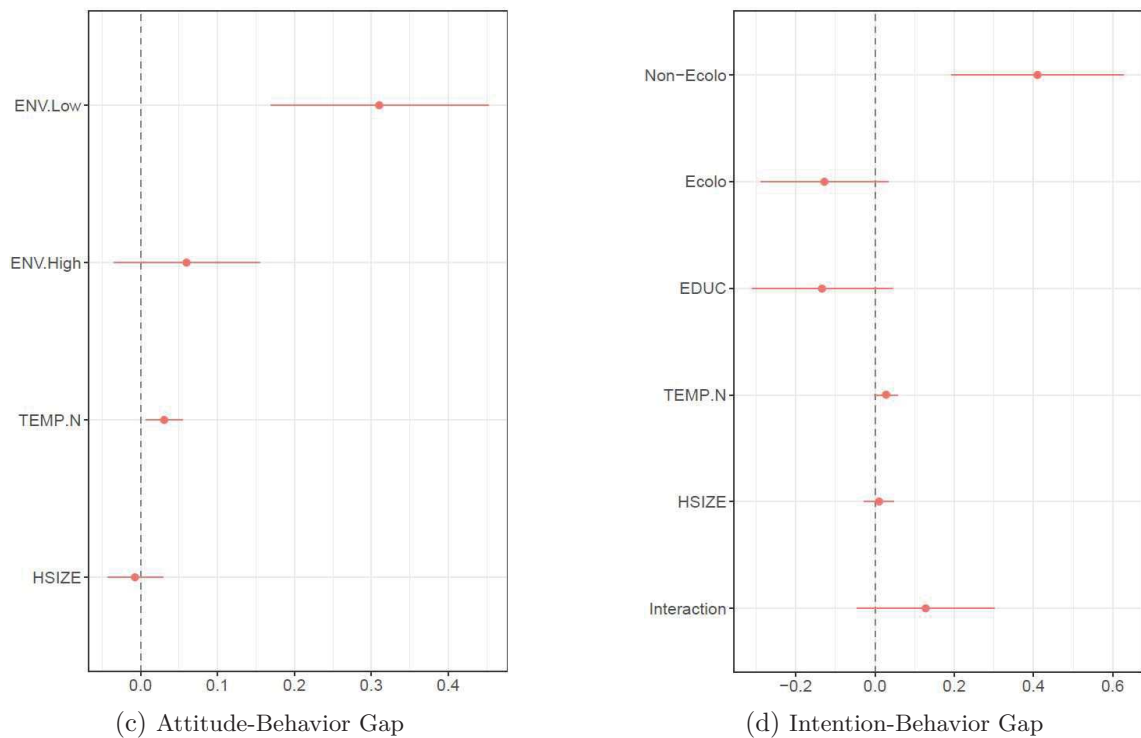 ENV.Low
ENV.High
TEMP.N
HSIZE
0.0 0.1 0.2 0.3 0.4
(c) Attitude-Behavior Gap
Non−Ecolo
Ecolo
EDUC
TEMP.N
HSIZE
Interaction
−0.2 0.0 0.2 0.4 0.6
(d) Intention-Behavior Gap